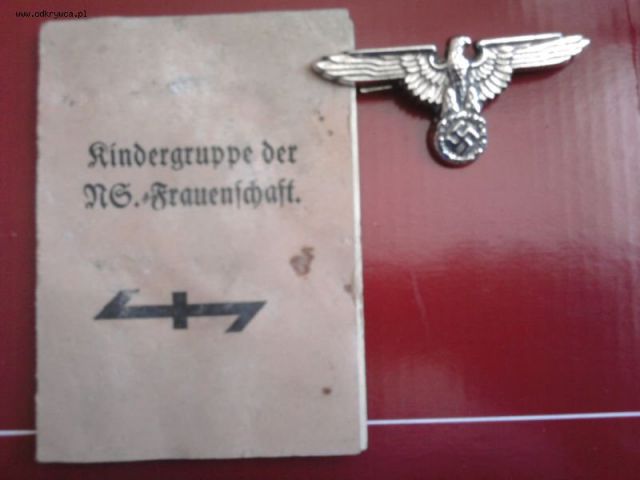 www.odkrywca.pl
Kindergruppe der
NS.-Frauenschaft.